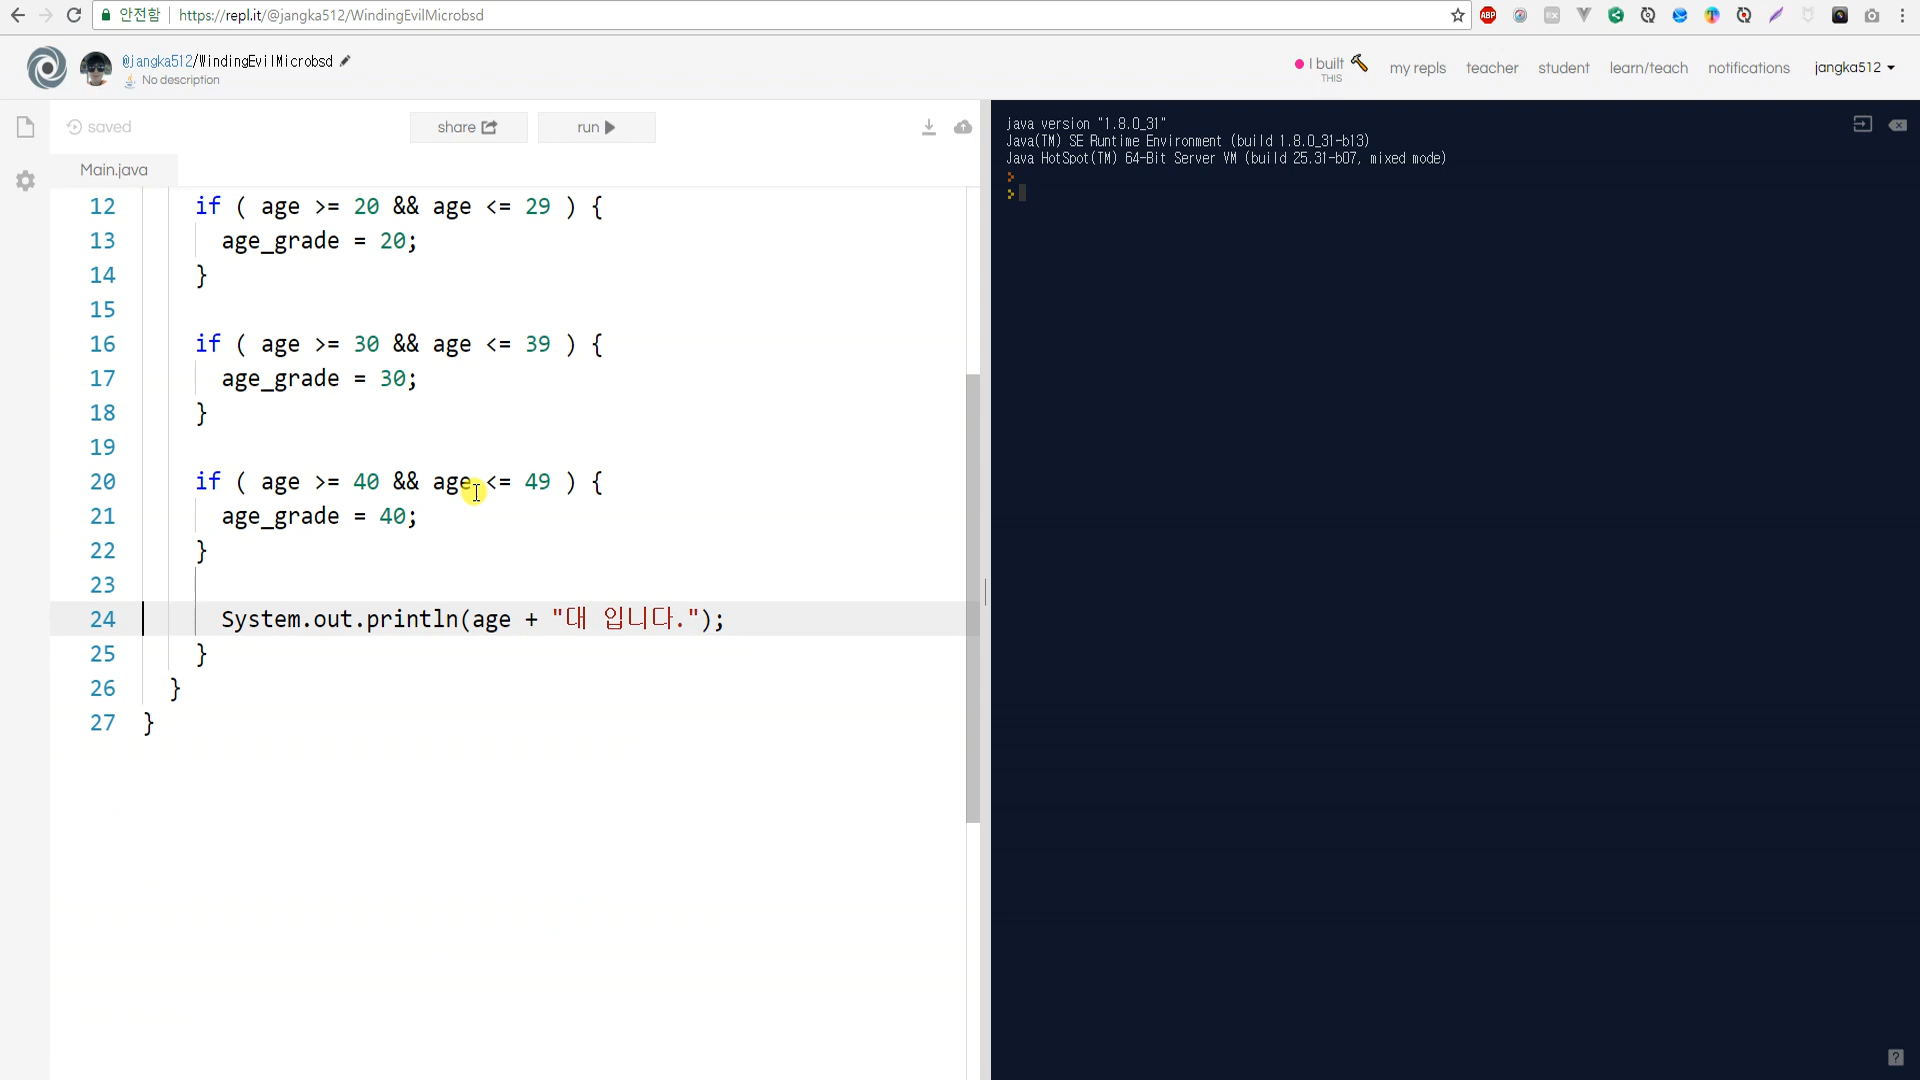 안전함 https://repl.it/@jangka512/WindingEvilMicrobsd
@jangka512/WindingEvilMicrobsd
No description
I built
THIS
my repls teacher student learn/teach notifications jangka512
saved share run
Main.java
12 if ( age >= 20 && age <= 29 ) {
13 age_grade = 20;
14 }
15
16 if ( age >= 30 && age <= 39 ) {
17 age_grade = 30;
18 }
19
20 if ( age >= 40 && age <= 49 ) {
21 age_grade = 40;
22 }
23
24 System.out.println(age + "대 입니다.");
25 }
26 }
27 }
java version "1.8.0_31"
Java(TM) SE Runtime Environment (build 1.8.0_31-b13)
Java HotSpot(TM) 64-Bit Server VM (build 25.31-b07, mixed mode)
>
>
ABP
?